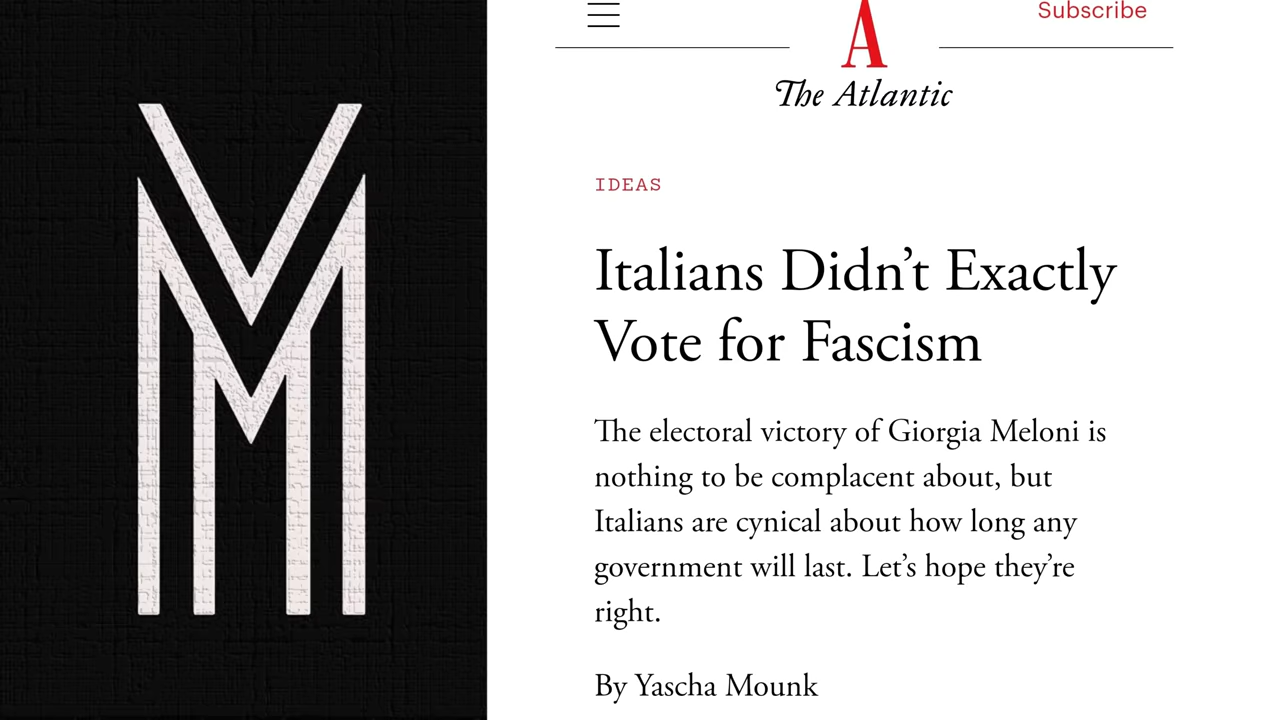 Subscribe
A
The Atlantic
IDEAS
Italians Didn’t Exactly
Vote for Fascism
The electoral victory of Giorgia Meloni is
nothing to be complacent about, but
Italians are cynical about how long any
government will last. Let’s hope they’re
right.
By Yascha Mounk